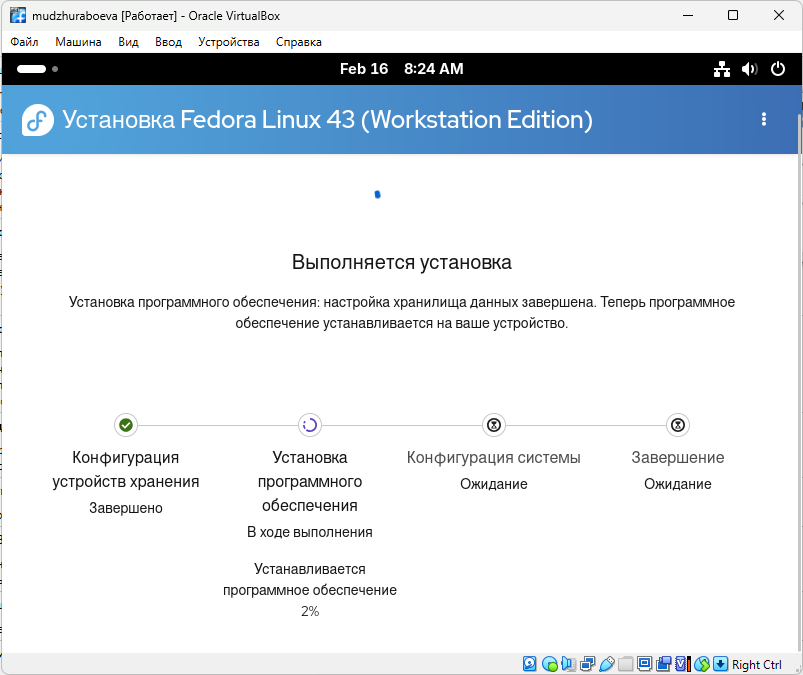 mudzhuraboeva [Работает] - Oracle VirtualBox
Файл Машина Вид Ввод Устройства Справка
Feb 16 8:24 AM
Установка Fedora Linux 43 (Workstation Edition)
Выполняется установка
Установка программного обеспечения: настройка хранилища данных завершена. Теперь программное
обеспечение устанавливается на ваше устройство.
Конфигурация
устройств хранения
Завершено
Установка
программного
обеспечения
В ходе выполнения
Устанавливается
программное обеспечение
2%
Конфигурация системы
Ожидание
Завершение
Ожидание
Right Ctrl